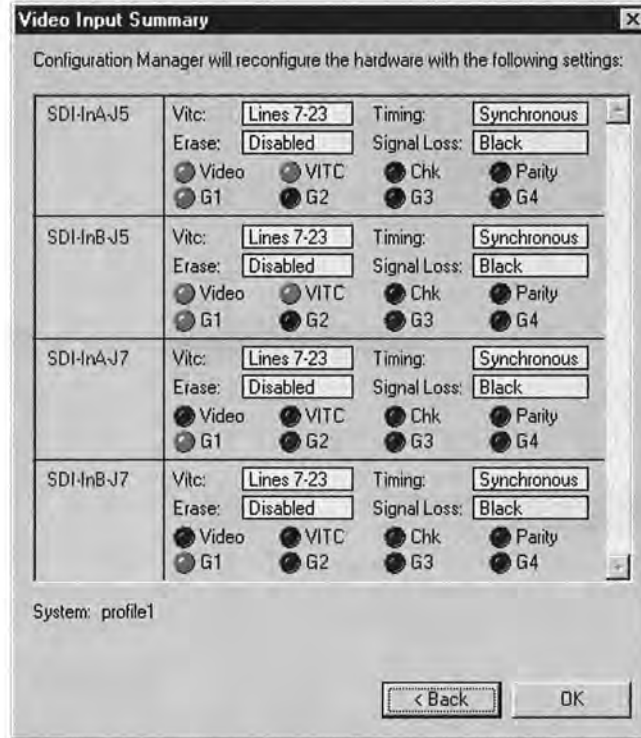 Video Input Summary
Configuration Manager will reconfigure the hardware with the following settings:
SDI-InA-J5 Vitc: Lines 7-23 Timing: Synchronous
Erase: Disabled Signal Loss: Black
Video VITC Chk Parity
G1 G2 G3 G4
SDI-InB-J5 Vitc: Lines 7-23 Timing: Synchronous
Erase: Disabled Signal Loss: Black
Video VITC Chk Parity
G1 G2 G3 G4
SDI-InA-J7 Vitc: Lines 7-23 Timing: Synchronous
Erase: Disabled Signal Loss: Black
Video VITC Chk Parity
G1 G2 G3 G4
SDI-InB-J7 Vitc: Lines 7-23 Timing: Synchronous
Erase: Disabled Signal Loss: Black
Video VITC Chk Parity
G1 G2 G3 G4
System: profile1
< Back OK